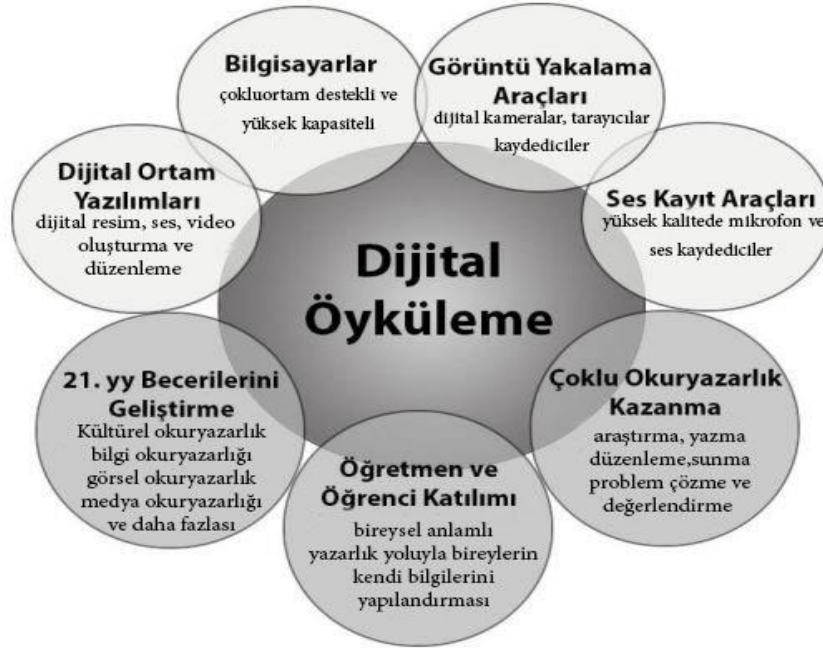 Bilgisayarlar
çokluortam destekli ve
yüksek kapasiteli
Görüntü Yakalama
Araçları
dijital kameralar, tarayıcılar
kaydediciler
Dijital Ortam
Yazılımları
dijital resim, ses, video
oluşturma ve
düzenleme
Ses Kayıt Araçları
yüksek kalitede mikrofon ve
ses kaydediciler
Dijital
Öyküleme
21. yy Becerilerini
Geliştirme
Kültürel okuryazarlık
bilgi okuryazarlığı
görsel okuryazarlık
medya okuryazarlığı
ve daha fazlası
Öğretmen ve
Öğrenci Katılımı
bireysel anlamlı
yazarlık yoluyla bireylerin
kendi bilgilerini
yapılandırması
Çoklu Okuryazarlık
Kazanma
araştırma, yazma
düzenleme,sunma
problem çözme ve
değerlendirme